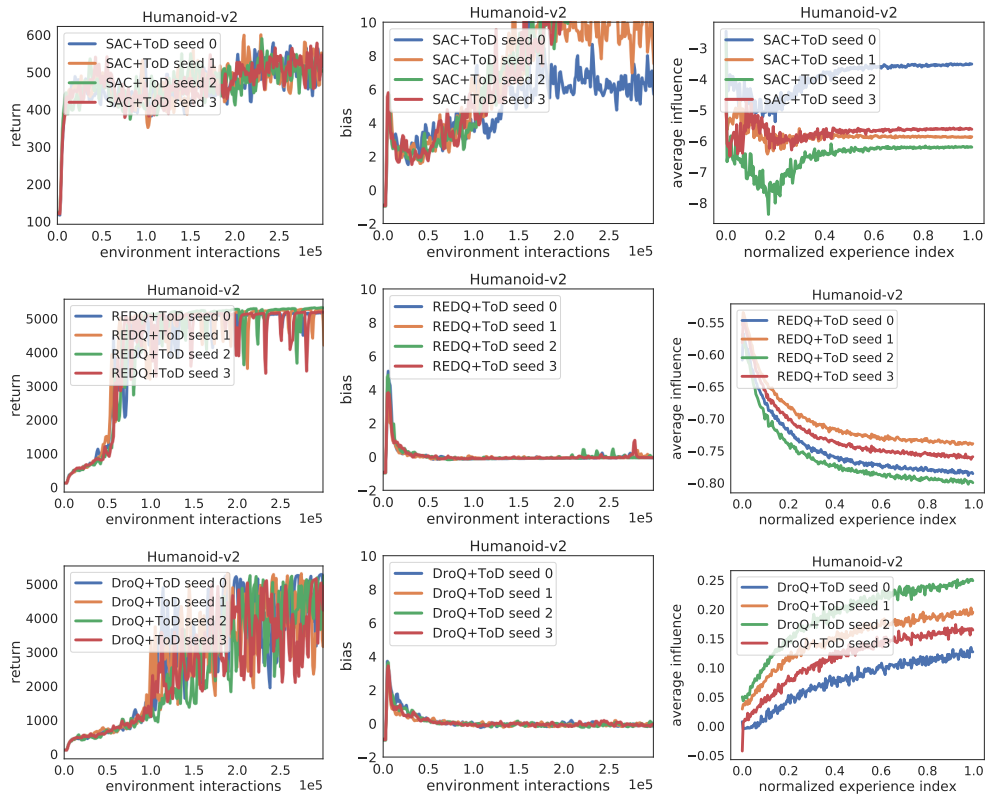 Humanoid-v2
600
500
400
300
200
100
return
SAC+ToD seed 0
SAC+ToD seed 1
SAC+ToD seed 2
SAC+ToD seed 3
0.0 0.5 1.0 1.5 2.0 2.5
environment interactions 1e5
Humanoid-v2
10
8
6
4
2
0
−2
bias
SAC+ToD seed 0
SAC+ToD seed 1
SAC+ToD seed 2
SAC+ToD seed 3
0.0 0.5 1.0 1.5 2.0 2.5
environment interactions 1e5
Humanoid-v2
−3
−4
−5
−6
−7
−8
average influence
SAC+ToD seed 0
SAC+ToD seed 1
SAC+ToD seed 2
SAC+ToD seed 3
0.0 0.2 0.4 0.6 0.8 1.0
normalized experience index
Humanoid-v2
5000
4000
3000
2000
1000
0
return
REDQ+ToD seed 0
REDQ+ToD seed 1
REDQ+ToD seed 2
REDQ+ToD seed 3
0.0 0.5 1.0 1.5 2.0 2.5
environment interactions 1e5
Humanoid-v2
10
8
6
4
2
0
−2
bias
REDQ+ToD seed 0
REDQ+ToD seed 1
REDQ+ToD seed 2
REDQ+ToD seed 3
0.0 0.5 1.0 1.5 2.0 2.5
environment interactions 1e5
Humanoid-v2
−0.55
−0.60
−0.65
−0.70
−0.75
−0.80
average influence
REDQ+ToD seed 0
REDQ+ToD seed 1
REDQ+ToD seed 2
REDQ+ToD seed 3
0.0 0.2 0.4 0.6 0.8 1.0
normalized experience index
Humanoid-v2
5000
4000
3000
2000
1000
0
return
DroQ+ToD seed 0
DroQ+ToD seed 1
DroQ+ToD seed 2
DroQ+ToD seed 3
0.0 0.5 1.0 1.5 2.0 2.5
environment interactions 1e5
Humanoid-v2
10
8
6
4
2
0
−2
bias
DroQ+ToD seed 0
DroQ+ToD seed 1
DroQ+ToD seed 2
DroQ+ToD seed 3
0.0 0.5 1.0 1.5 2.0 2.5
environment interactions 1e5
Humanoid-v2
0.25
0.20
0.15
0.10
0.05
0.00
−0.05
average influence
DroQ+ToD seed 0
DroQ+ToD seed 1
DroQ+ToD seed 2
DroQ+ToD seed 3
0.0 0.2 0.4 0.6 0.8 1.0
normalized experience index